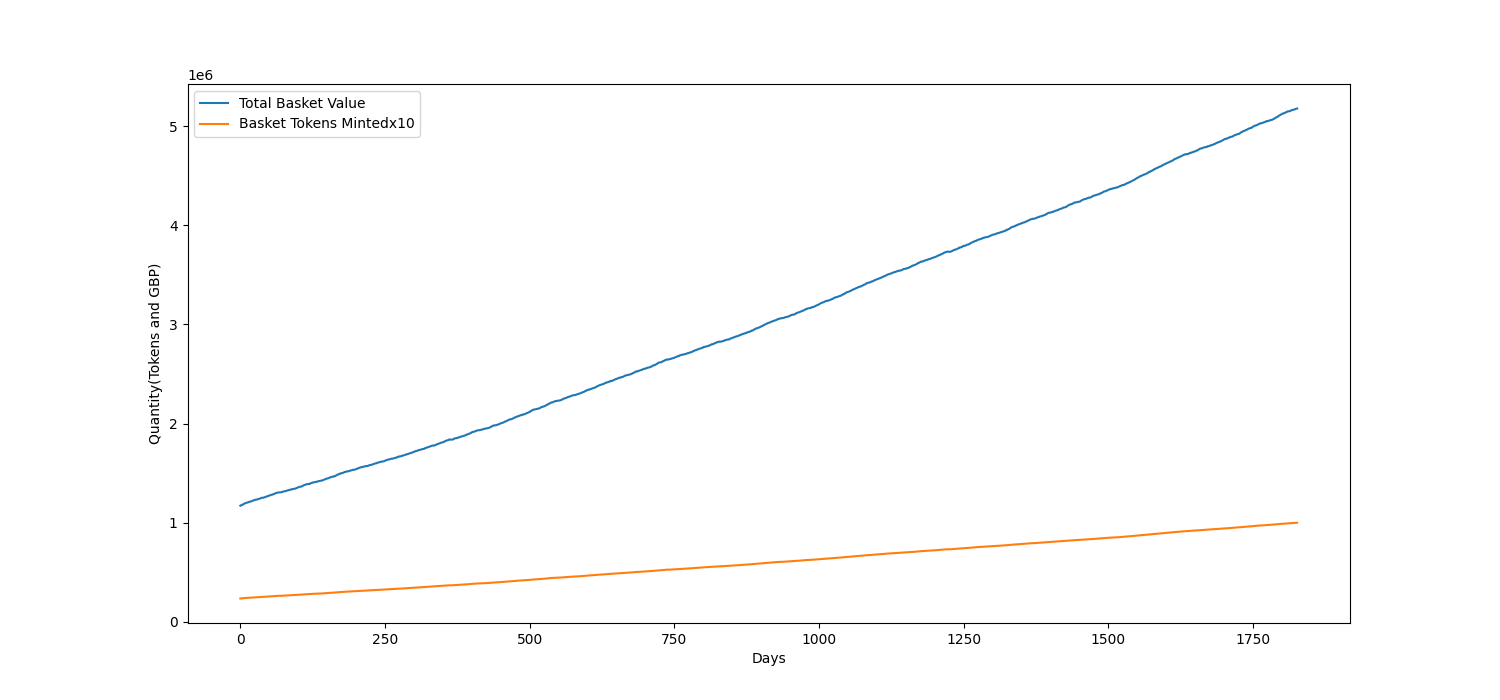 1e6
Total Basket Value
Basket Tokens Mintedx10
Quantity(Tokens and GBP)
5
4
3
2
1
0
0 250 500 750 1000 1250 1500 1750
Days